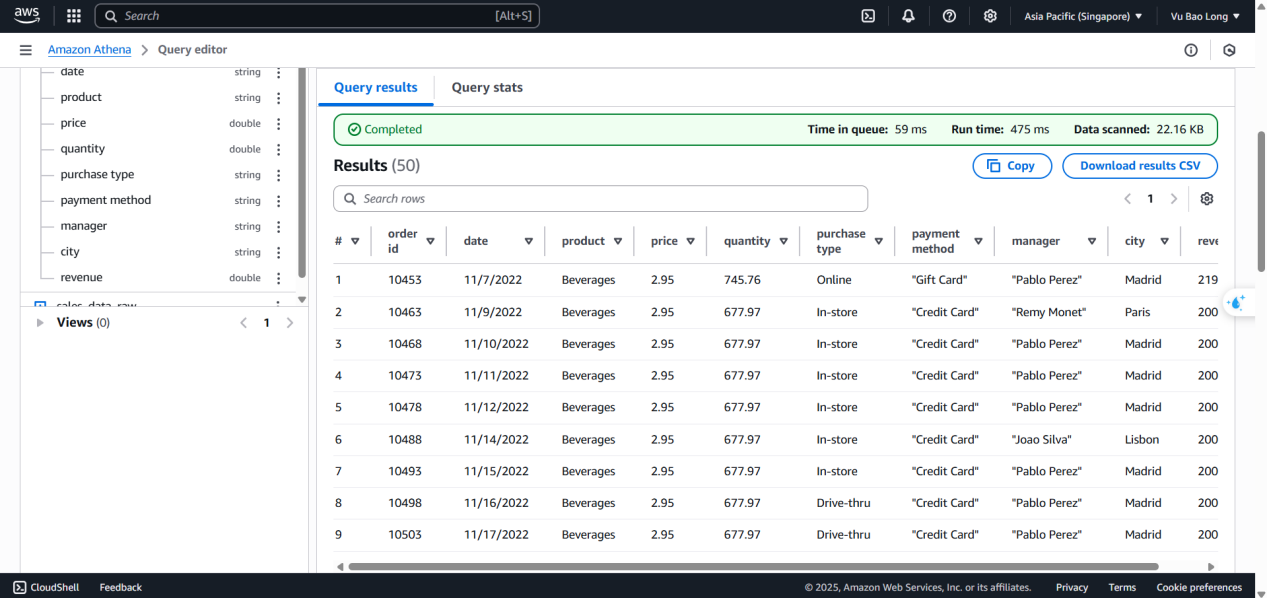 aws Search [Alt+S] Asia Pacific (Singapore) ▼ Vu Bao Long ▼
Amazon Athena > Query editor
date string
product string
price double
quantity double
purchase type string
payment method string
manager string
city string
revenue double
sales_data_raw
Views (0) < 1 >
Query results Query stats
Completed Time in queue: 59 ms Run time: 475 ms Data scanned: 22.16 KB
Results (50) Copy Download results CSV
Search rows < 1 >
# order id date product price quantity purchase type payment method manager city reve
1 10453 11/7/2022 Beverages 2.95 745.76 Online "Gift Card" "Pablo Perez" Madrid 219
2 10463 11/9/2022 Beverages 2.95 677.97 In-store "Credit Card" "Remy Monet" Paris 200
3 10468 11/10/2022 Beverages 2.95 677.97 In-store "Credit Card" "Pablo Perez" Madrid 200
4 10473 11/11/2022 Beverages 2.95 677.97 In-store "Credit Card" "Pablo Perez" Madrid 200
5 10478 11/12/2022 Beverages 2.95 677.97 In-store "Credit Card" "Pablo Perez" Madrid 200
6 10488 11/14/2022 Beverages 2.95 677.97 In-store "Credit Card" "Joao Silva" Lisbon 200
7 10493 11/15/2022 Beverages 2.95 677.97 In-store "Credit Card" "Pablo Perez" Madrid 200
8 10498 11/16/2022 Beverages 2.95 677.97 Drive-thru "Credit Card" "Pablo Perez" Madrid 200
9 10503 11/17/2022 Beverages 2.95 677.97 Drive-thru "Credit Card" "Pablo Perez" Madrid 200
CloudShell Feedback © 2025, Amazon Web Services, Inc. or its affiliates. Privacy Terms Cookie preferences